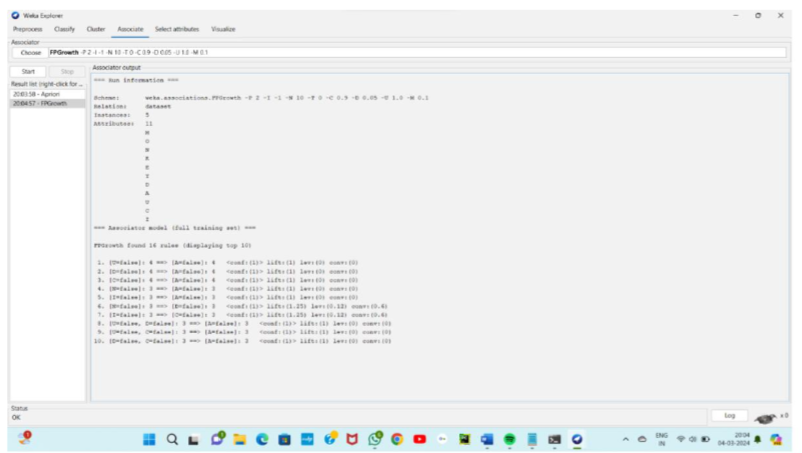 Weka Explorer
Preprocess Classify Cluster Associate Select attributes Visualize
Associator
Choose FPGrowth -P 2 -I -1 -N 10 -T 0 -C 0.9 -D 0.05 -U 1.0 -M 0.1
Start Stop
Result list (right-click for ...
20:03:58 - Apriori
20:04:57 - FPGrowth
Associator output
=== Run information ===
Scheme: weka.associations.FPGrowth -P 2 -I -1 -N 10 -T 0 -C 0.9 -D 0.05 -U 1.0 -M 0.1
Relation: dataset
Instances: 5
Attributes: 11
M
O
N
K
E
Y
D
A
U
C
I
=== Associator model (full training set) ===
FPGrowth found 16 rules (displaying top 10)
1. [U=false]: 4 ==> [A=false]: 4 <conf:(1)> lift:(1) lev:(0) conv:(0)
2. [D=false]: 4 ==> [A=false]: 4 <conf:(1)> lift:(1) lev:(0) conv:(0)
3. [C=false]: 4 ==> [A=false]: 4 <conf:(1)> lift:(1) lev:(0) conv:(0)
4. [N=false]: 3 ==> [A=false]: 3 <conf:(1)> lift:(1) lev:(0) conv:(0)
5. [I=false]: 3 ==> [A=false]: 3 <conf:(1)> lift:(1) lev:(0) conv:(0)
6. [N=false]: 3 ==> [D=false]: 3 <conf:(1)> lift:(1.25) lev:(0.12) conv:(0.6)
7. [I=false]: 3 ==> [C=false]: 3 <conf:(1)> lift:(1.25) lev:(0.12) conv:(0.6)
8. [U=false, D=false]: 3 ==> [A=false]: 3 <conf:(1)> lift:(1) lev:(0) conv:(0)
9. [U=false, C=false]: 3 ==> [A=false]: 3 <conf:(1)> lift:(1) lev:(0) conv:(0)
10. [D=false, C=false]: 3 ==> [A=false]: 3 <conf:(1)> lift:(1) lev:(0) conv:(0)
Status
OK
Log
x 0
ENG
IN
20:04
04-03-2024